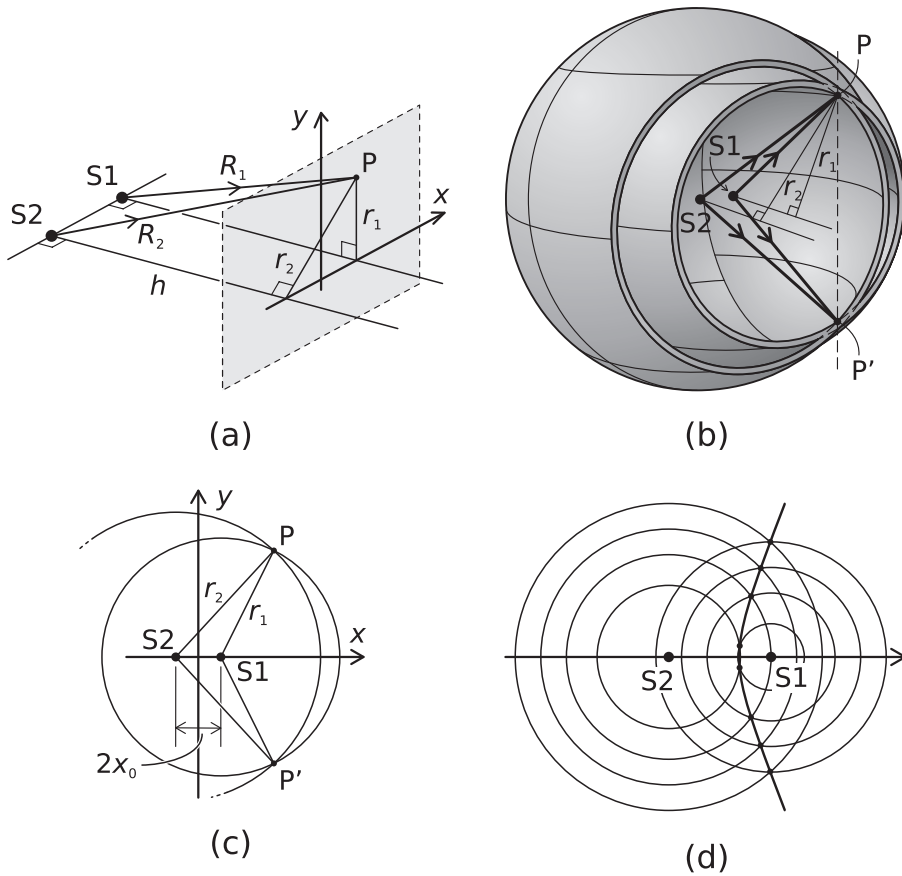 y
x
S1
S2
P
R₁
R₂
r₁
r₂
h
(a)
P
S1
S2
r₁
r₂
P’
(b)
y
x
P
r₂
r₁
S2
S1
2x₀
P’
(c)
S2
S1
(d)